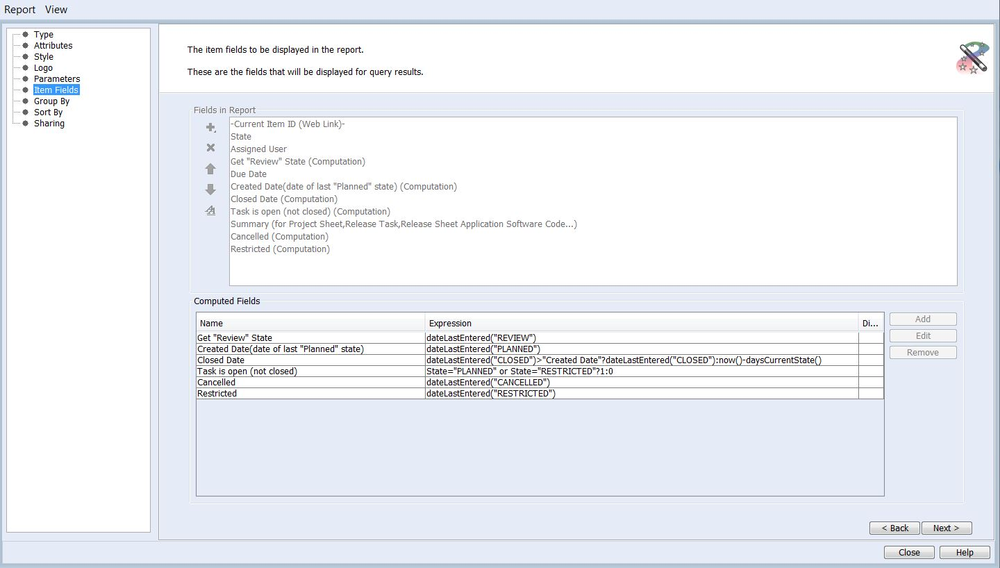 Report View
Type
Attributes
Style
Logo
Parameters
Item Fields
Group By
Sort By
Sharing
The item fields to be displayed in the report.
These are the fields that will be displayed for query results.
Fields in Report
-Current Item ID (Web Link)-
State
Assigned User
Get "Review" State (Computation)
Due Date
Created Date(date of last "Planned" state) (Computation)
Closed Date (Computation)
Task is open (not closed) (Computation)
Summary (for Project Sheet,Release Task,Release Sheet Application Software Code...)
Cancelled (Computation)
Restricted (Computation)
Computed Fields
Name Expression Di...
Get "Review" State dateLastEntered("REVIEW")
Created Date(date of last "Planned" state) dateLastEntered("PLANNED")
Closed Date dateLastEntered("CLOSED")>"Created Date"?dateLastEntered("CLOSED"):now()-daysCurrentState()
Task is open (not closed) State="PLANNED" or State="RESTRICTED"?1:0
Cancelled dateLastEntered("CANCELLED")
Restricted dateLastEntered("RESTRICTED")
Add
Edit
Remove
< Back Next >
Close Help